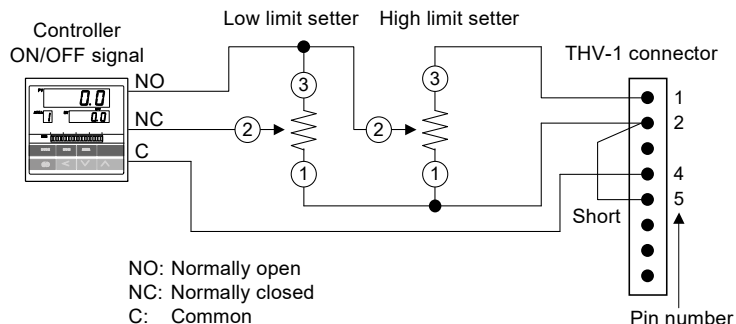 Low limit setter
High limit setter
Controller
ON/OFF signal
THV-1 connector
NO
NC
C
0.0
0.0
3
3
2
2
1
1
1
2
4
5
Short
NO: Normally open
NC: Normally closed
C: Common
Pin number